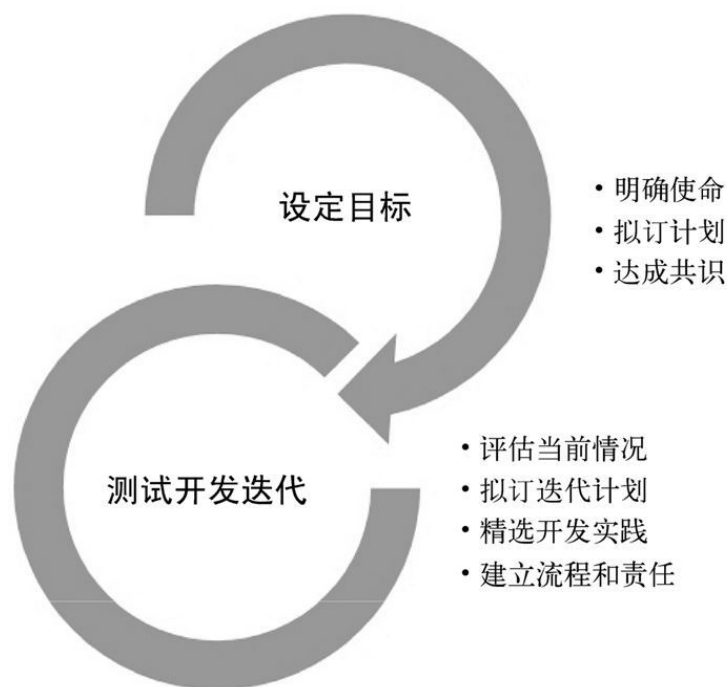 设定目标
• 明确使命
• 拟订计划
• 达成共识
测试开发迭代
• 评估当前情况
• 拟订迭代计划
• 精选开发实践
• 建立流程和责任